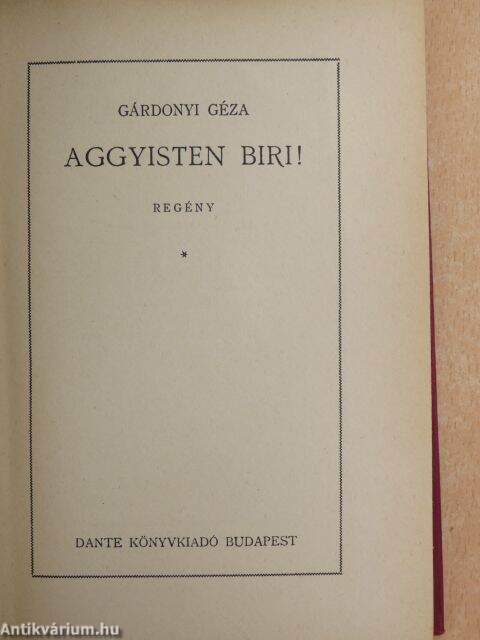 GÁRDONYI GÉZA
AGGYISTEN BIRI!
REGÉNY
*
DANTE KÖNYVKIADÓ BUDAPEST
Antikvárium.hu